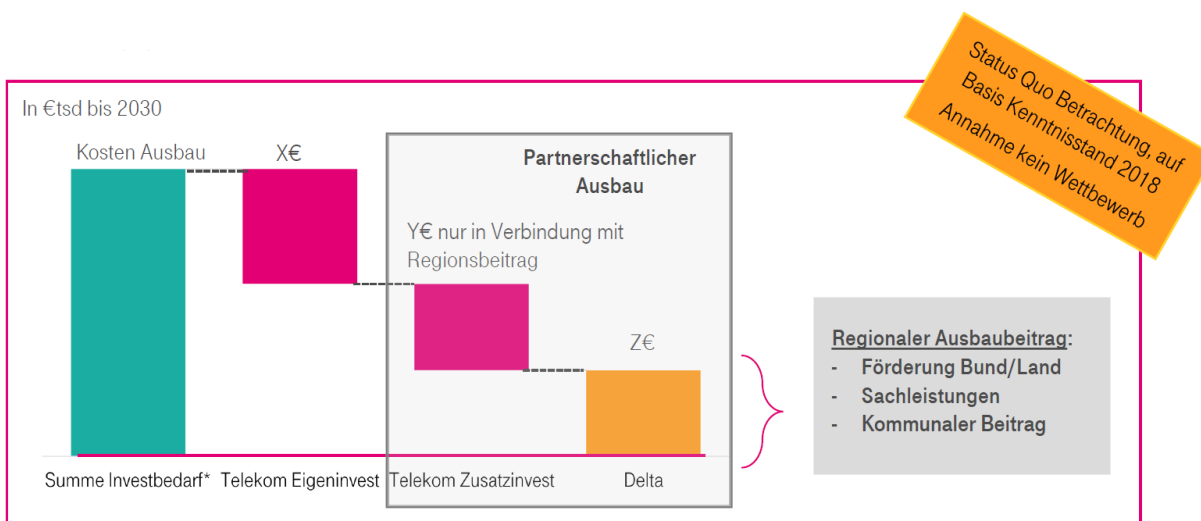 Status Quo Betrachtung, auf
Basis Kenntnisstand 2018
Annahme kein Wettbewerb
In €tsd bis 2030
Kosten Ausbau
X€
Partnerschaftlicher
Ausbau
Y€ nur in Verbindung mit
Regionsbeitrag
Z€
Regionaler Ausbaubeitrag:
- Förderung Bund/Land
- Sachleistungen
- Kommunaler Beitrag
Summe Investbedarf*
Telekom Eigeninvest
Telekom Zusatzinvest
Delta